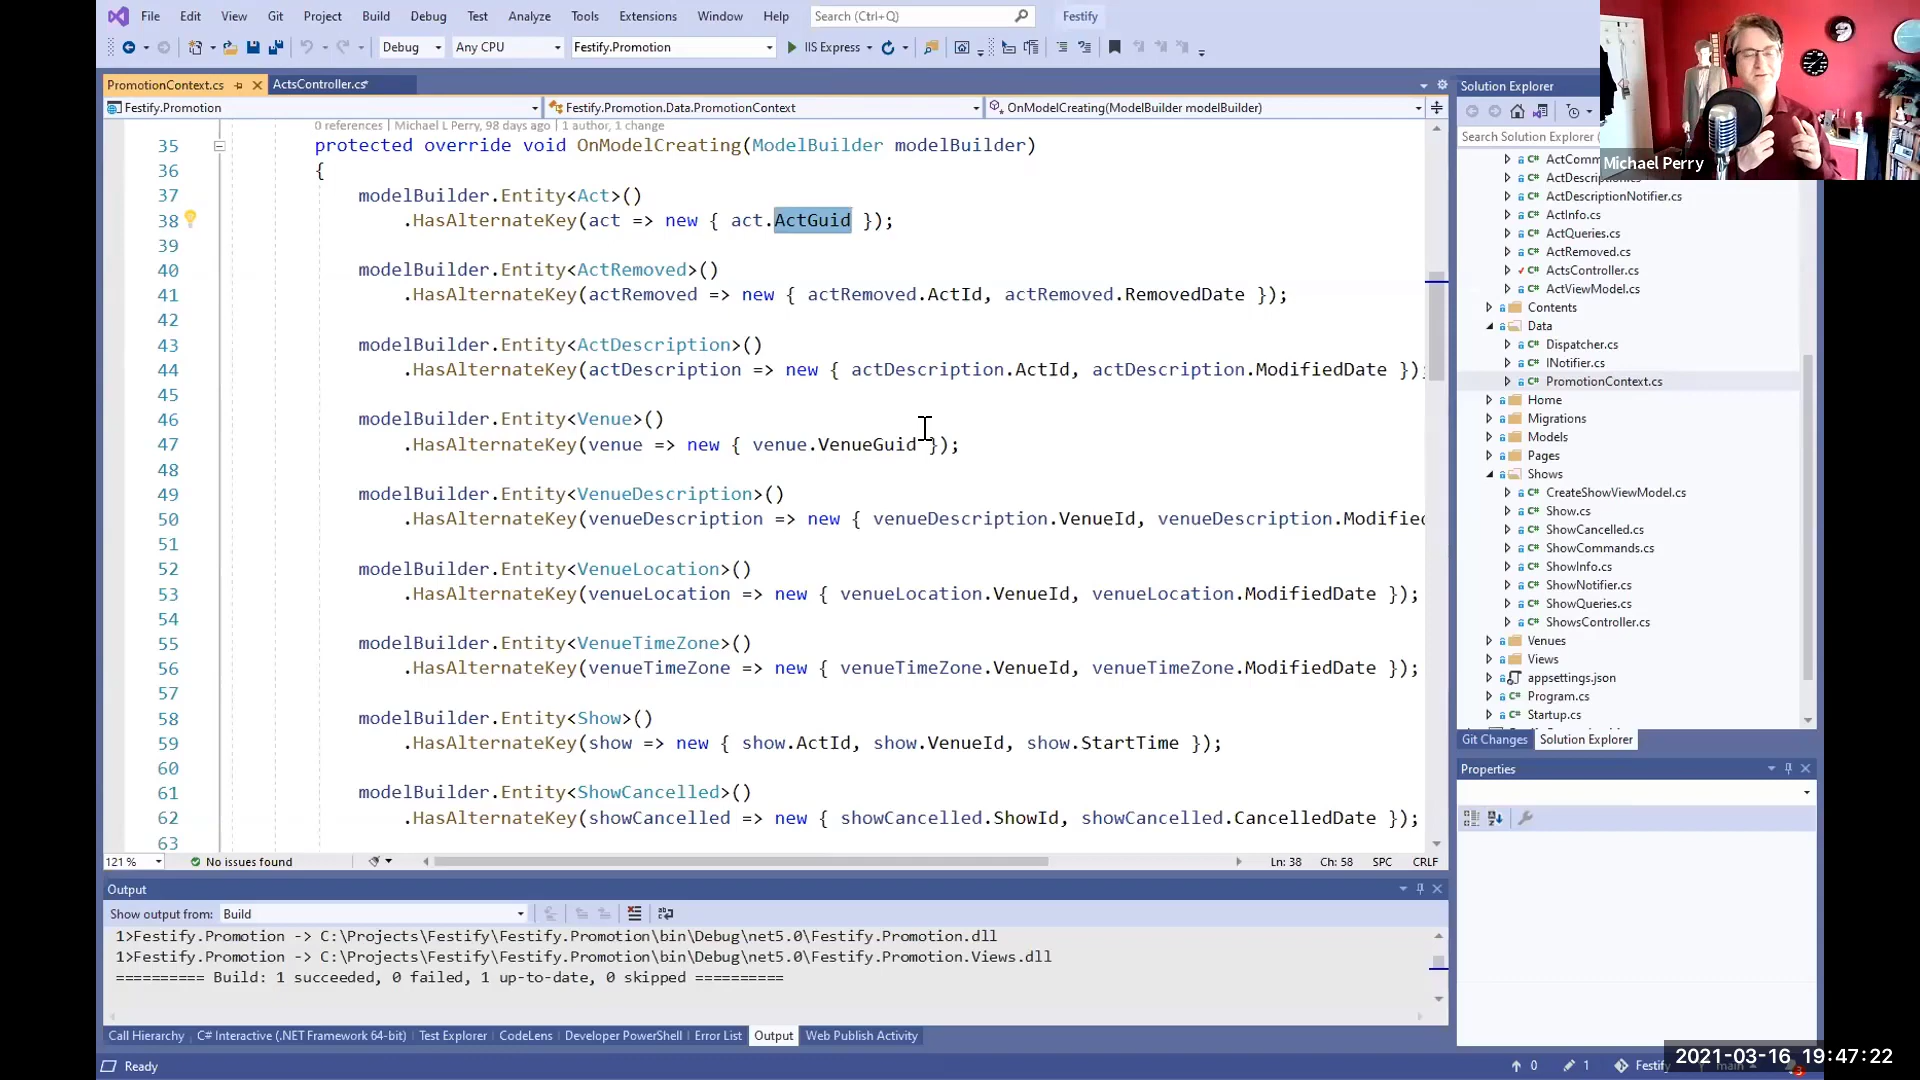 File Edit View Git Project Build Debug Test Analyze Tools Extensions Window Help Search (Ctrl+Q) Festify
Debug Any CPU Festify.Promotion IIS Express
PromotionContext.cs ActsController.cs*
Festify.Promotion Festify.Promotion.Data.PromotionContext OnModelCreating(ModelBuilder modelBuilder)
0 references | Michael L Perry, 98 days ago | 1 author, 1 change
35 protected override void OnModelCreating(ModelBuilder modelBuilder)
36 {
37 modelBuilder.Entity<Act>()
38 .HasAlternateKey(act => new { act.ActGuid });
39
40 modelBuilder.Entity<ActRemoved>()
41 .HasAlternateKey(actRemoved => new { actRemoved.ActId, actRemoved.RemovedDate });
42
43 modelBuilder.Entity<ActDescription>()
44 .HasAlternateKey(actDescription => new { actDescription.ActId, actDescription.ModifiedDate });
45
46 modelBuilder.Entity<Venue>()
47 .HasAlternateKey(venue => new { venue.VenueGuid });
48
49 modelBuilder.Entity<VenueDescription>()
50 .HasAlternateKey(venueDescription => new { venueDescription.VenueId, venueDescription.Modified
51
52 modelBuilder.Entity<VenueLocation>()
53 .HasAlternateKey(venueLocation => new { venueLocation.VenueId, venueLocation.ModifiedDate });
54
55 modelBuilder.Entity<VenueTimeZone>()
56 .HasAlternateKey(venueTimeZone => new { venueTimeZone.VenueId, venueTimeZone.ModifiedDate });
57
58 modelBuilder.Entity<Show>()
59 .HasAlternateKey(show => new { show.ActId, show.VenueId, show.StartTime });
60
61 modelBuilder.Entity<ShowCancelled>()
62 .HasAlternateKey(showCancelled => new { showCancelled.ShowId, showCancelled.CancelledDate });
63
121 % No issues found Ln: 38 Ch: 58 SPC CRLF
Output
Show output from: Build
1>Festify.Promotion -> C:\Projects\Festify\Festify.Promotion\bin\Debug\net5.0\Festify.Promotion.dll
1>Festify.Promotion -> C:\Projects\Festify\Festify.Promotion\bin\Debug\net5.0\Festify.Promotion.Views.dll
========== Build: 1 succeeded, 0 failed, 1 up-to-date, 0 skipped ==========
Call Hierarchy C# Interactive (.NET Framework 64-bit) Test Explorer CodeLens Developer PowerShell Error List Output Web Publish Activity
Ready
Solution Explorer
Search Solution Explorer (
Michael Perry
C# ActComm
C# ActDescription.cs
C# ActDescriptionNotifier.cs
C# ActInfo.cs
C# ActQueries.cs
C# ActRemoved.cs
C# ActsController.cs
C# ActViewModel.cs
Contents
Data
C# Dispatcher.cs
C# INotifier.cs
C# PromotionContext.cs
Home
Migrations
Models
Pages
Shows
C# CreateShowViewModel.cs
C# Show.cs
C# ShowCancelled.cs
C# ShowCommands.cs
C# ShowInfo.cs
C# ShowNotifier.cs
C# ShowQueries.cs
C# ShowsController.cs
Venues
Views
appsettings.json
C# Program.cs
C# Startup.cs
Git Changes Solution Explorer
Properties
0 1 Festify main 3
2021-03-16 19:47:22